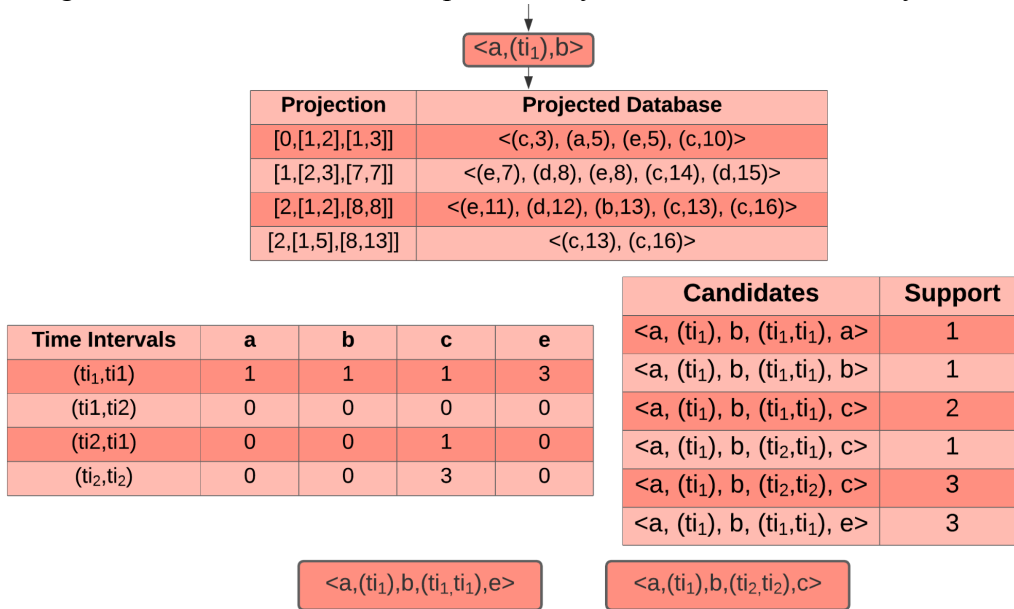 <a,(ti₁),b>
Projection Projected Database
[0,[1,2],[1,3]] <(c,3), (a,5), (e,5), (c,10)>
[1,[2,3],[7,7]] <(e,7), (d,8), (e,8), (c,14), (d,15)>
[2,[1,2],[8,8]] <(e,11), (d,12), (b,13), (c,13), (c,16)>
[2,[1,5],[8,13]] <(c,13), (c,16)>
Candidates Support
<a, (ti₁), b, (ti₁,ti₁), a> 1
<a, (ti₁), b, (ti₁,ti₁), b> 1
<a, (ti₁), b, (ti₁,ti₁), c> 2
<a, (ti₁), b, (ti₂,ti₁), c> 1
<a, (ti₁), b, (ti₂,ti₂), c> 3
<a, (ti₁), b, (ti₁,ti₁), e> 3
Time Intervals a b c e
(ti₁,ti1) 1 1 1 3
(ti1,ti2) 0 0 0 0
(ti2,ti1) 0 0 1 0
(ti₂,ti₂) 0 0 3 0
<a,(ti₁),b,(ti₁,ti₁),e> <a,(ti₁),b,(ti₂,ti₂),c>